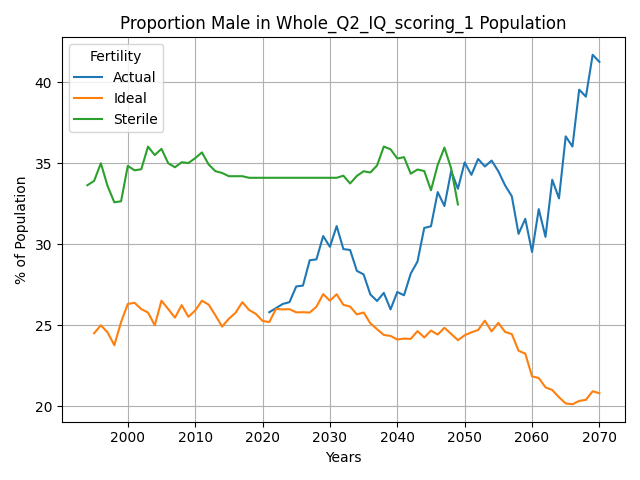 Proportion Male in Whole_Q2_IQ_scoring_1 Population
Fertility
Actual
Ideal
Sterile
% of Population
40
35
30
25
20
2000 2010 2020 2030 2040 2050 2060 2070
Years